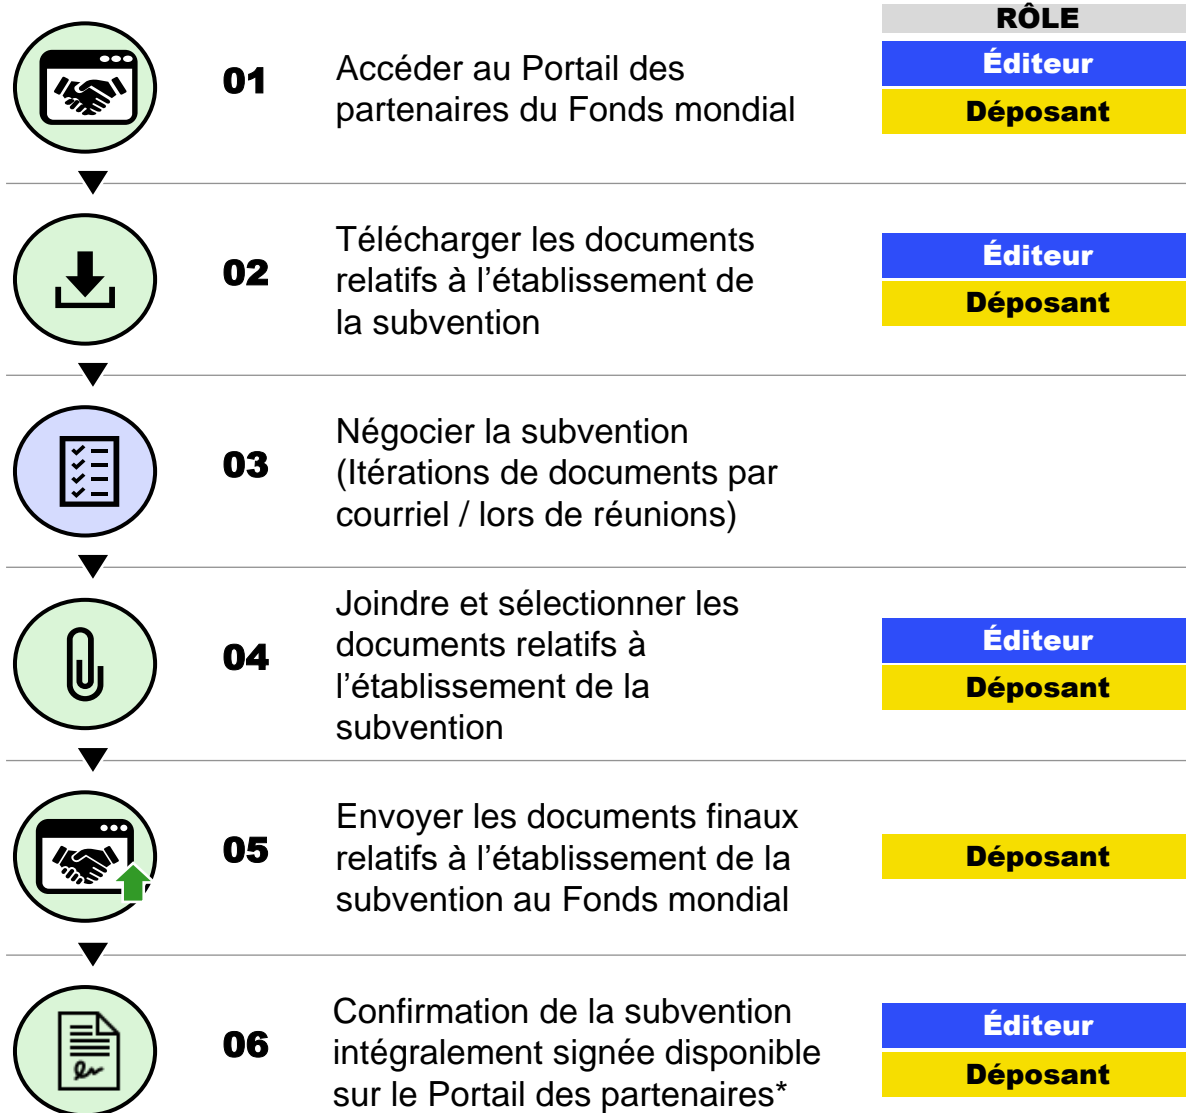 RÔLE
01
Accéder au Portail des
partenaires du Fonds mondial
Éditeur
Déposant
02
Télécharger les documents
relatifs à l’établissement de
la subvention
Éditeur
Déposant
03
Négocier la subvention
(Itérations de documents par
courriel / lors de réunions)
04
Joindre et sélectionner les
documents relatifs à
l’établissement de la
subvention
Éditeur
Déposant
05
Envoyer les documents finaux
relatifs à l’établissement de la
subvention au Fonds mondial
Déposant
06
Confirmation de la subvention
intégralement signée disponible
sur le Portail des partenaires*
Éditeur
Déposant